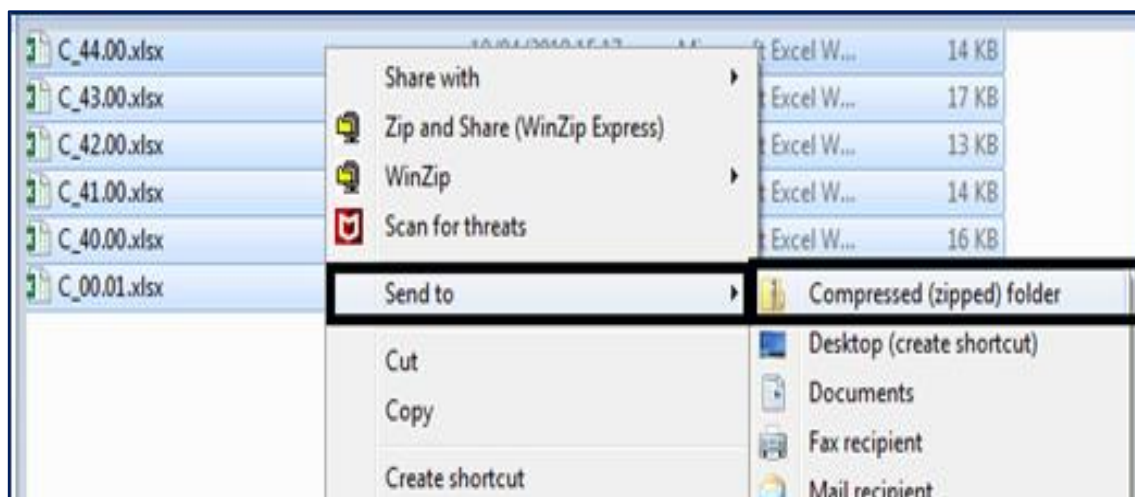 C_44.00.xlsx 14 KB
Share with
C_43.00.xlsx Excel W... 17 KB
Zip and Share (WinZip Express)
C_42.00.xlsx Excel W... 13 KB
WinZip
C_41.00.xlsx Excel W... 14 KB
Scan for threats
C_40.00.xlsx Excel W... 16 KB
C_00.01.xlsx
Send to
Compressed (zipped) folder
Desktop (create shortcut)
Cut
Documents
Copy
Fax recipient
Create shortcut
Mail recipient